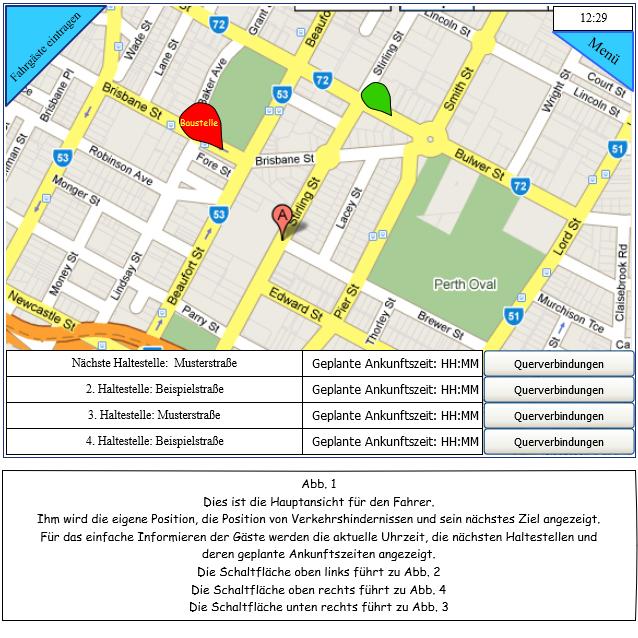 Fahrgäste eintragen
12:29
Menü
Lincoln St
Grant
Beaufo
72
Wade St
Lane St
Stirling St
72
Court St
Lincoln St
Wright St
Smith St
Baker Ave
Brisbane Pl
Brisbane St
53
Baustelle
Brisbane St
Fore St
Bulwer St
51
72
53
Robinson Ave
Monger St
A
Stirling St
Lacey St
53
Lord St
Claisebrook Rd
Money St
Lindsay St
Beaufort St
Perth Oval
Pier St
Edward St
Newcastle St
Parry St
Thorley St
Brewer St
51
Murchison Tce
St
Ca
Nächste Haltestelle: Musterstraße
Geplante Ankunftszeit: HH:MM
Querverbindungen
2. Haltestelle: Beispielstraße
Geplante Ankunftszeit: HH:MM
Querverbindungen
3. Haltestelle: Musterstraße
Geplante Ankunftszeit: HH:MM
Querverbindungen
4. Haltestelle: Beispielstraße
Geplante Ankunftszeit: HH:MM
Querverbindungen
Abb. 1
Dies ist die Hauptansicht für den Fahrer.
Ihm wird die eigene Position, die Position von Verkehrshindernissen und sein nächstes Ziel angezeigt.
Für das einfache Informieren der Gäste werden die aktuelle Uhrzeit, die nächsten Haltestellen und
deren geplante Ankunftszeiten angezeigt.
Die Schaltfläche oben links führt zu Abb. 2
Die Schaltfläche oben rechts führt zu Abb. 4
Die Schaltfläche unten rechts führt zu Abb. 3